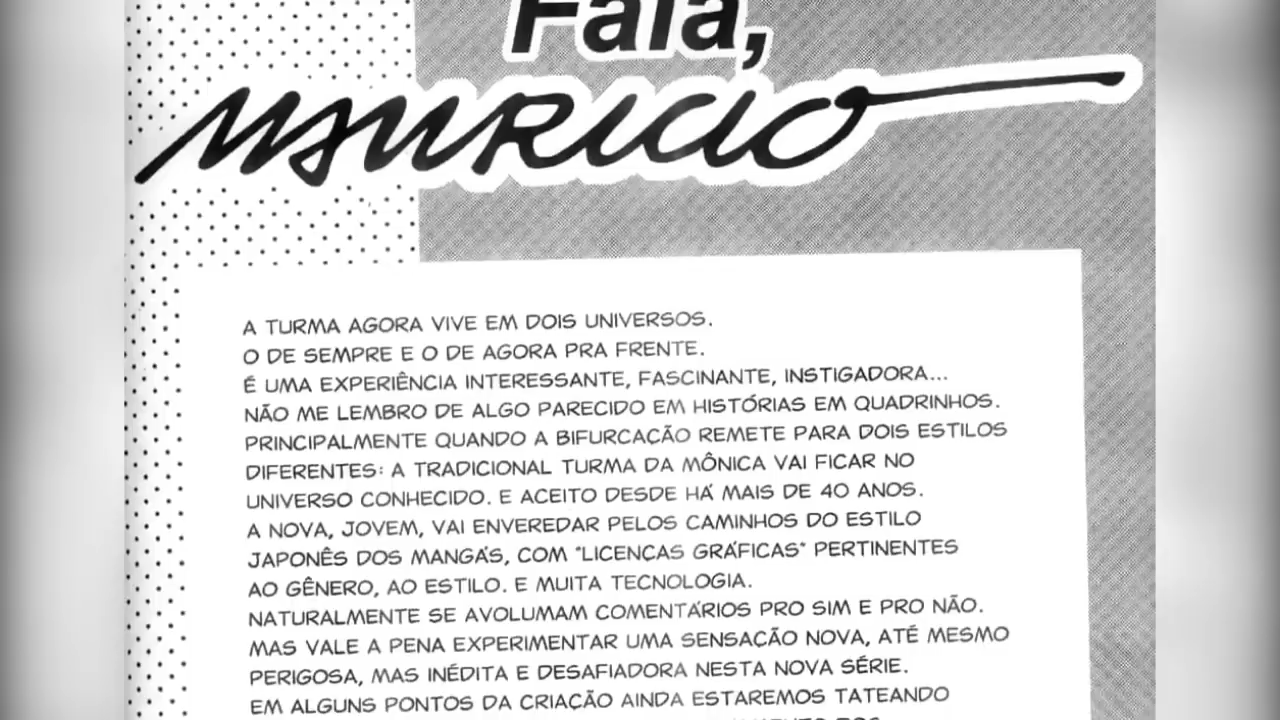 Fala,
MAURICIO
A TURMA AGORA VIVE EM DOIS UNIVERSOS.
O DE SEMPRE E O DE AGORA PRA FRENTE.
É UMA EXPERIÊNCIA INTERESSANTE, FASCINANTE, INSTIGADORA...
NÃO ME LEMBRO DE ALGO PARECIDO EM HISTÓRIAS EM QUADRINHOS.
PRINCIPALMENTE QUANDO A BIFURCAÇÃO REMETE PARA DOIS ESTILOS
DIFERENTES: A TRADICIONAL TURMA DA MÔNICA VAI FICAR NO
UNIVERSO CONHECIDO. E ACEITO DESDE HÁ MAIS DE 40 ANOS.
A NOVA, JOVEM, VAI ENVEREDAR PELOS CAMINHOS DO ESTILO
JAPONÊS DOS MANGÁS, COM "LICENÇAS GRÁFICAS" PERTINENTES
AO GÊNERO, AO ESTILO. E MUITA TECNOLOGIA.
NATURALMENTE SE AVOLUMAM COMENTÁRIOS PRO SIM E PRO NÃO.
MAS VALE A PENA EXPERIMENTAR UMA SENSAÇÃO NOVA, ATÉ MESMO
PERIGOSA, MAS INÉDITA E DESAFIADORA NESTA NOVA SÉRIE.
EM ALGUNS PONTOS DA CRIAÇÃO AINDA ESTAREMOS TATEANDO